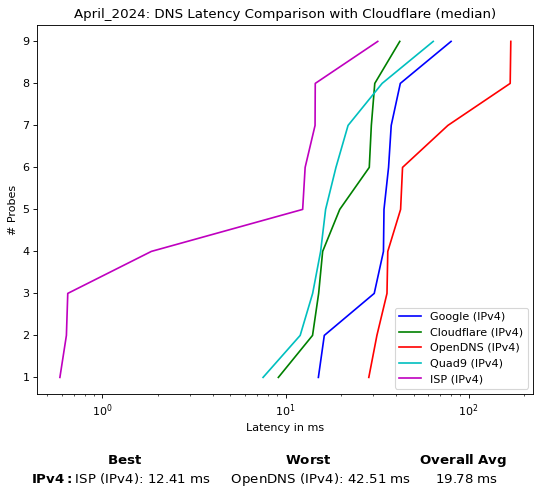 April_2024: DNS Latency Comparison with Cloudflare (median)
# Probes
9
8
7
6
5
4
3
2
1
Google (IPv4)
Cloudflare (IPv4)
OpenDNS (IPv4)
Quad9 (IPv4)
ISP (IPv4)
10⁰ 10¹ 10²
Latency in ms
Best Worst Overall Avg
IPv4: ISP (IPv4): 12.41 ms OpenDNS (IPv4): 42.51 ms 19.78 ms